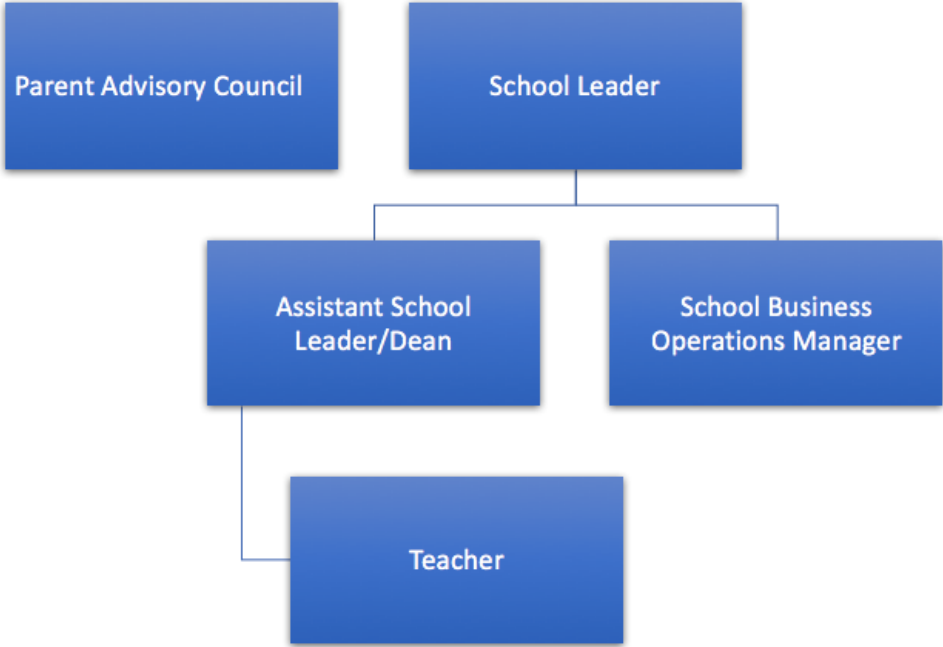 Parent Advisory Council
School Leader
Assistant School
Leader/Dean
School Business
Operations Manager
Teacher